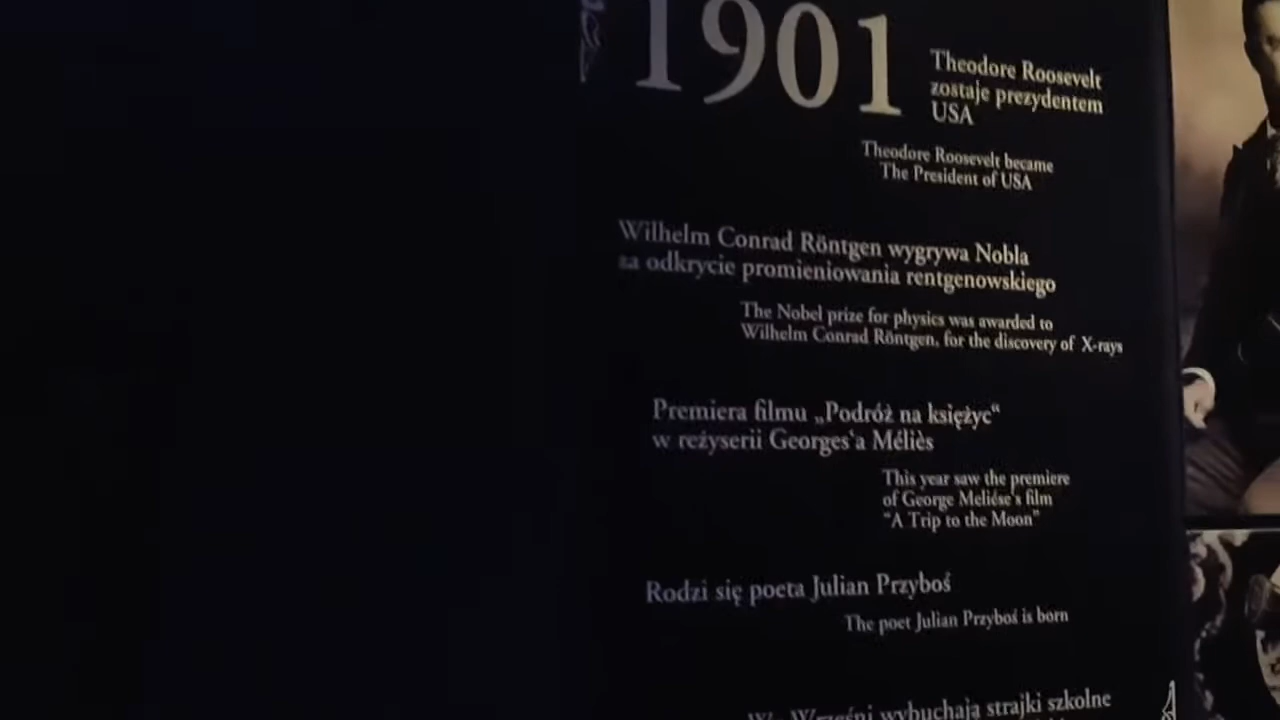 1901
Theodore Roosevelt
zostaje prezydentem
USA
Theodore Roosevelt became
The President of USA
Wilhelm Conrad Röntgen wygrywa Nobla
za odkrycie promieniowania rentgenowskiego
The Nobel prize for physics was awarded to
Wilhelm Conrad Röntgen, for the discovery of X-rays
Premiera filmu „Podróż na księżyc“
w reżyserii Georges'a Méliès
This year saw the premiere
of George Meliése's film
“A Trip to the Moon”
Rodzi się poeta Julian Przyboś
The poet Julian Przyboś is born
We Wrześni wybuchają strajki szkolne